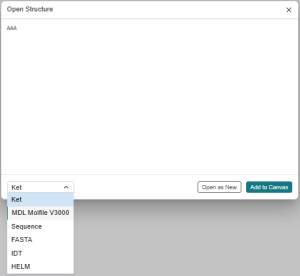 Open Structure
AAA
Ket
Open as New
Add to Canvas
Ket
MDL Molfile V3000
Sequence
FASTA
IDT
HELM